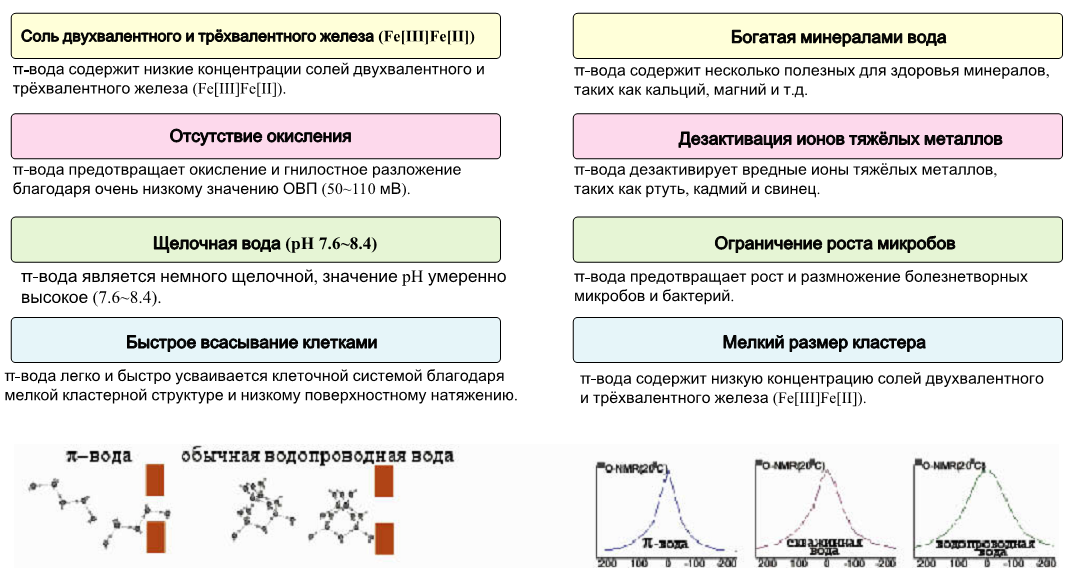 Соль двухвалентного и трёхвалентного железа (Fe[III]Fe[II])
π-вода содержит низкие концентрации солей двухвалентного и
трёхвалентного железа (Fe[III]Fe[II]).
Отсутствие окисления
π-вода предотвращает окисление и гнилостное разложение
благодаря очень низкому значению ОВП (50~110 мВ).
Щелочная вода (pH 7.6~8.4)
π-вода является немного щелочной, значение pH умеренно
высокое (7.6~8.4).
Быстрое всасывание клетками
π-вода легко и быстро усваивается клеточной системой благодаря
мелкой кластерной структуре и низкому поверхностному натяжению.
Богатая минералами вода
π-вода содержит несколько полезных для здоровья минералов,
таких как кальций, магний и т.д.
Дезактивация ионов тяжёлых металлов
π-вода дезактивирует вредные ионы тяжёлых металлов,
таких как ртуть, кадмий и свинец.
Ограничение роста микробов
π-вода предотвращает рост и размножение болезнетворных
микробов и бактерий.
Мелкий размер кластера
π-вода содержит низкую концентрацию солей двухвалентного
и трёхвалентного железа (Fe[III]Fe[II]).
π-вода
обычная водопроводная вода
O-NMR(20°C)
π-вода
200 100 0 -100 -200
O-NMR(20°C)
скважинная
вода
200 100 0 -100 -200
O-NMR(20°C)
водопроводная
вода
200 100 0 -100 -200